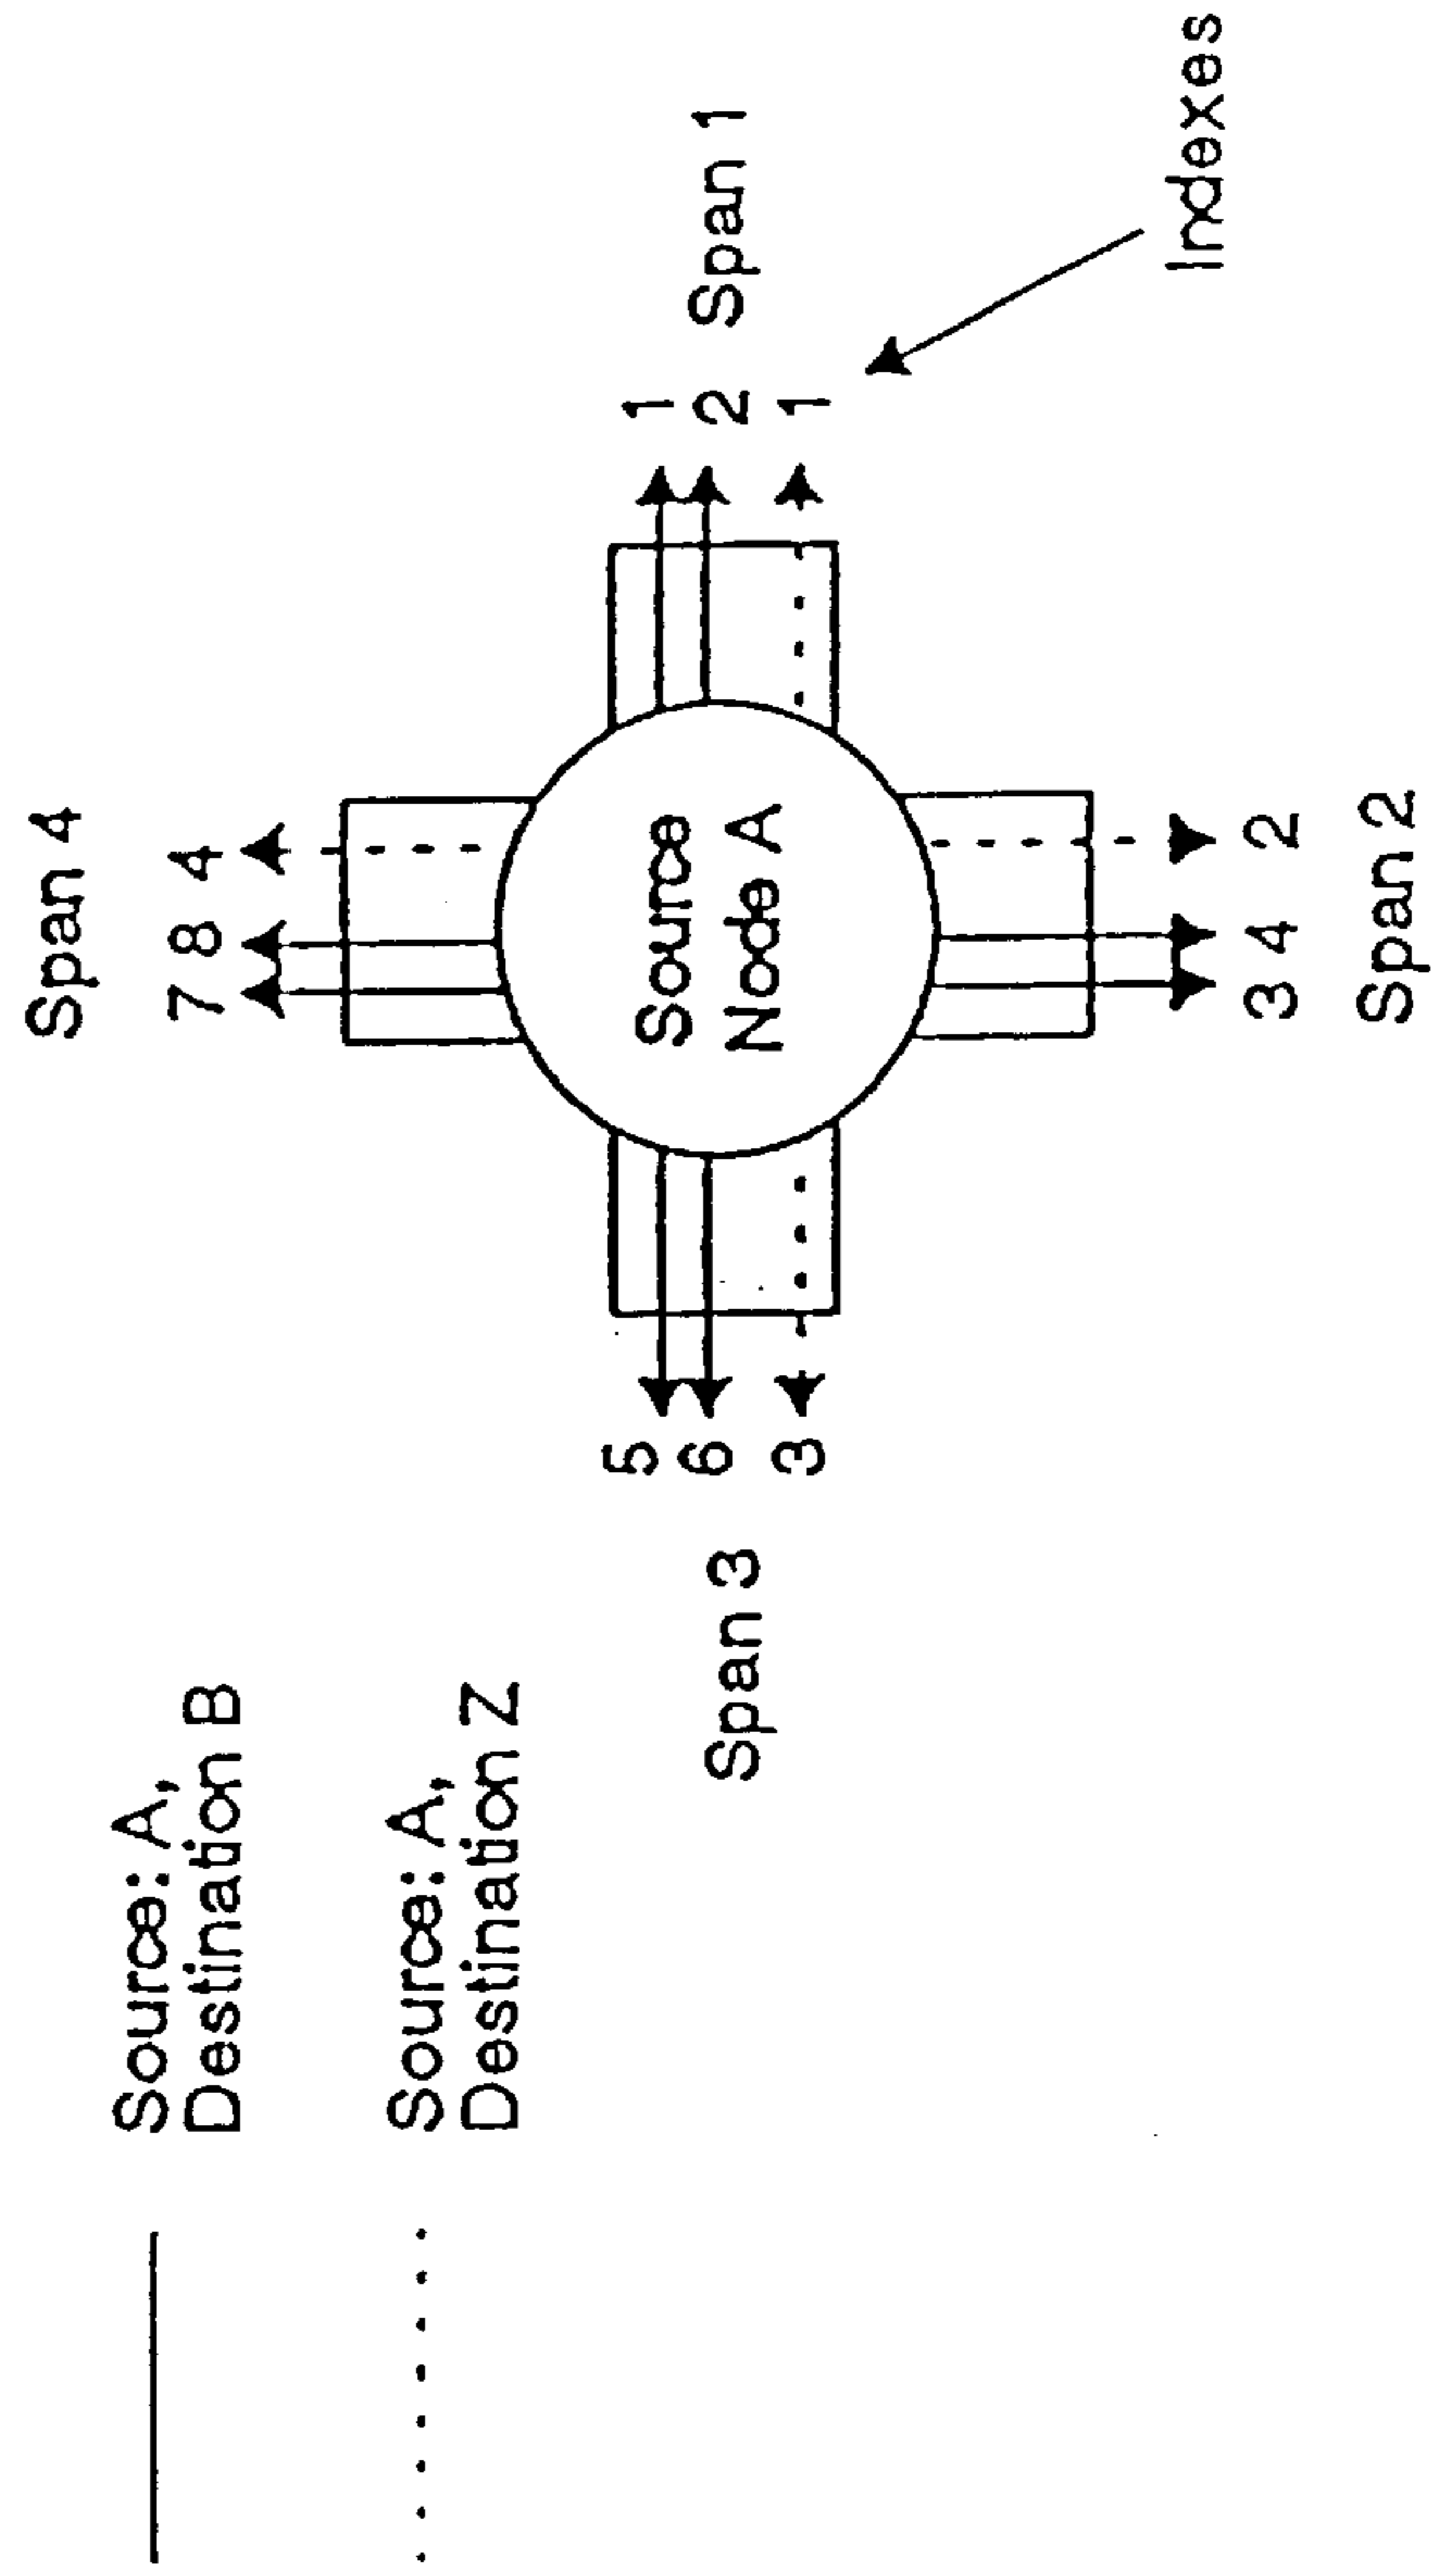 Source: A,
Destination B
Source: A,
Destination Z
Span 4
7 8 4
Span 3
5
6
3
Source
Node A
1
2
1
Span 1
3 4 2
Span 2
Indexes